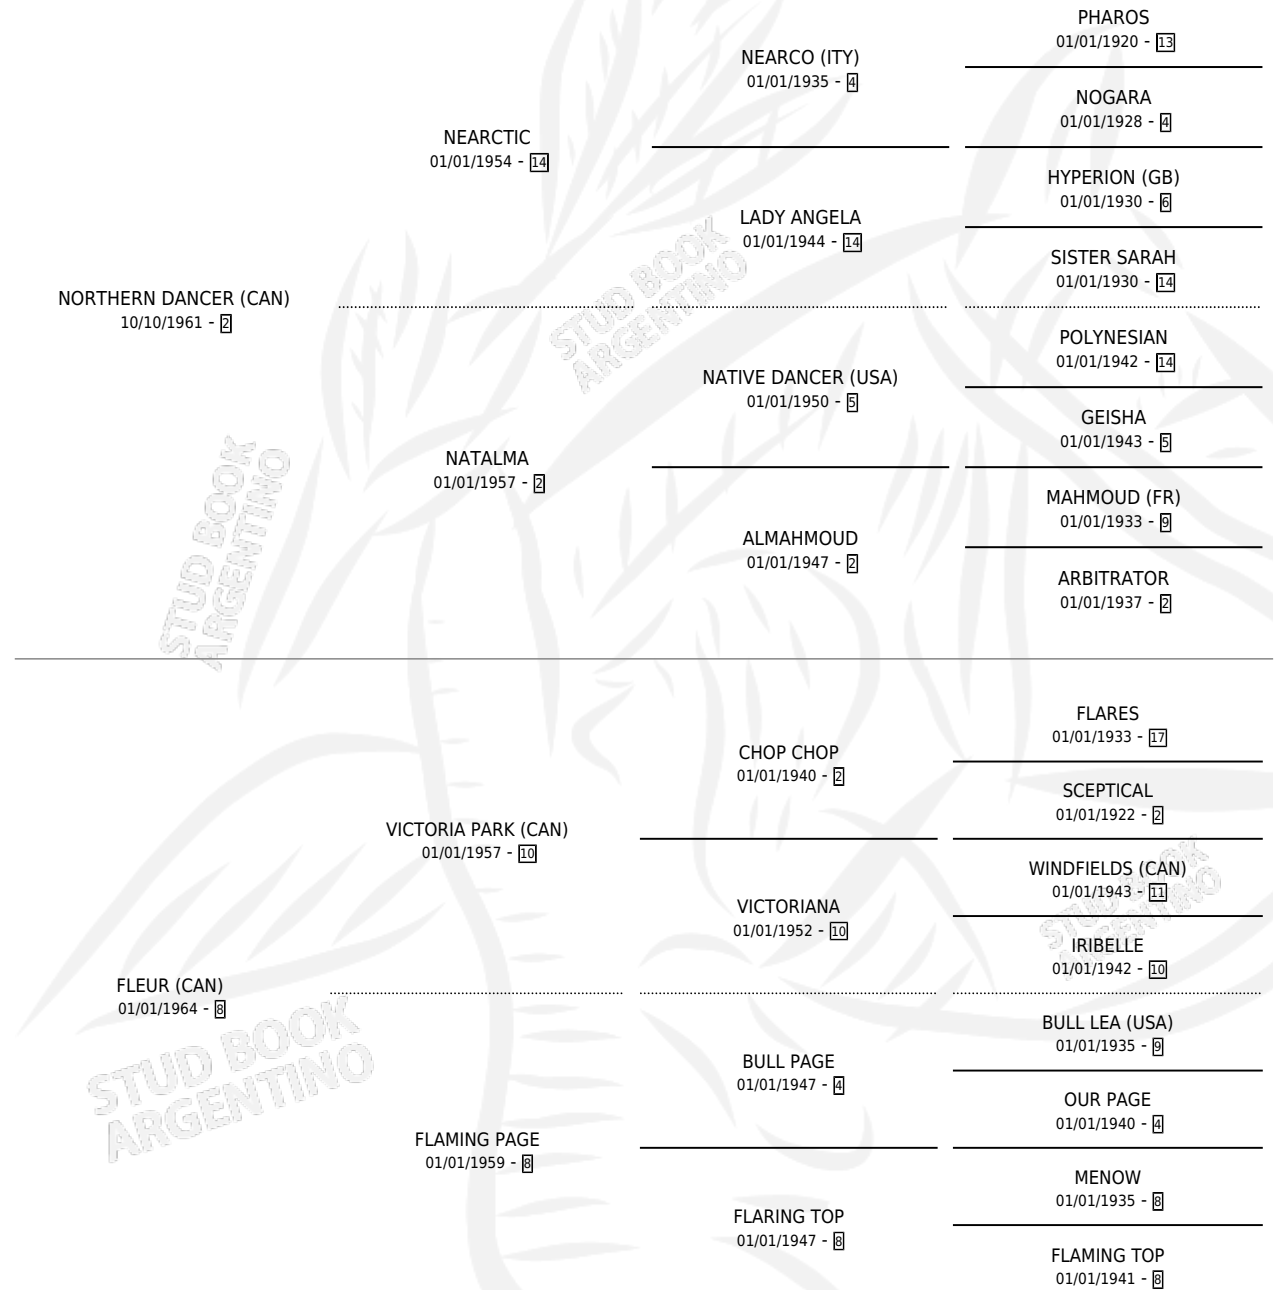 PHAROS
01/01/1920 - 13
NEARCO (ITY)
01/01/1935 - 4
NOGARA
01/01/1928 - 4
NEARCTIC
01/01/1954 - 14
HYPERION (GB)
01/01/1930 - 6
LADY ANGELA
01/01/1944 - 14
SISTER SARAH
01/01/1930 - 14
NORTHERN DANCER (CAN)
10/10/1961 - 2
POLYNESIAN
01/01/1942 - 14
NATIVE DANCER (USA)
01/01/1950 - 5
GEISHA
01/01/1943 - 5
NATALMA
01/01/1957 - 2
MAHMOUD (FR)
01/01/1933 - 9
ALMAHMOUD
01/01/1947 - 2
ARBITRATOR
01/01/1937 - 2
FLARES
01/01/1933 - 17
CHOP CHOP
01/01/1940 - 2
SCEPTICAL
01/01/1922 - 2
VICTORIA PARK (CAN)
01/01/1957 - 10
WINDFIELDS (CAN)
01/01/1943 - 11
VICTORIANA
01/01/1952 - 10
IRIBELLE
01/01/1942 - 10
FLEUR (CAN)
01/01/1964 - 8
BULL LEA (USA)
01/01/1935 - 9
BULL PAGE
01/01/1947 - 4
OUR PAGE
01/01/1940 - 4
FLAMING PAGE
01/01/1959 - 8
MENOW
01/01/1935 - 8
FLARING TOP
01/01/1947 - 8
FLAMING TOP
01/01/1941 - 8
STUD BOOK
ARGENTINO
STUD BOOK
ARGENTINO
STUD BOOK
ARGENTINO
STUD BOOK
ARGENTINO